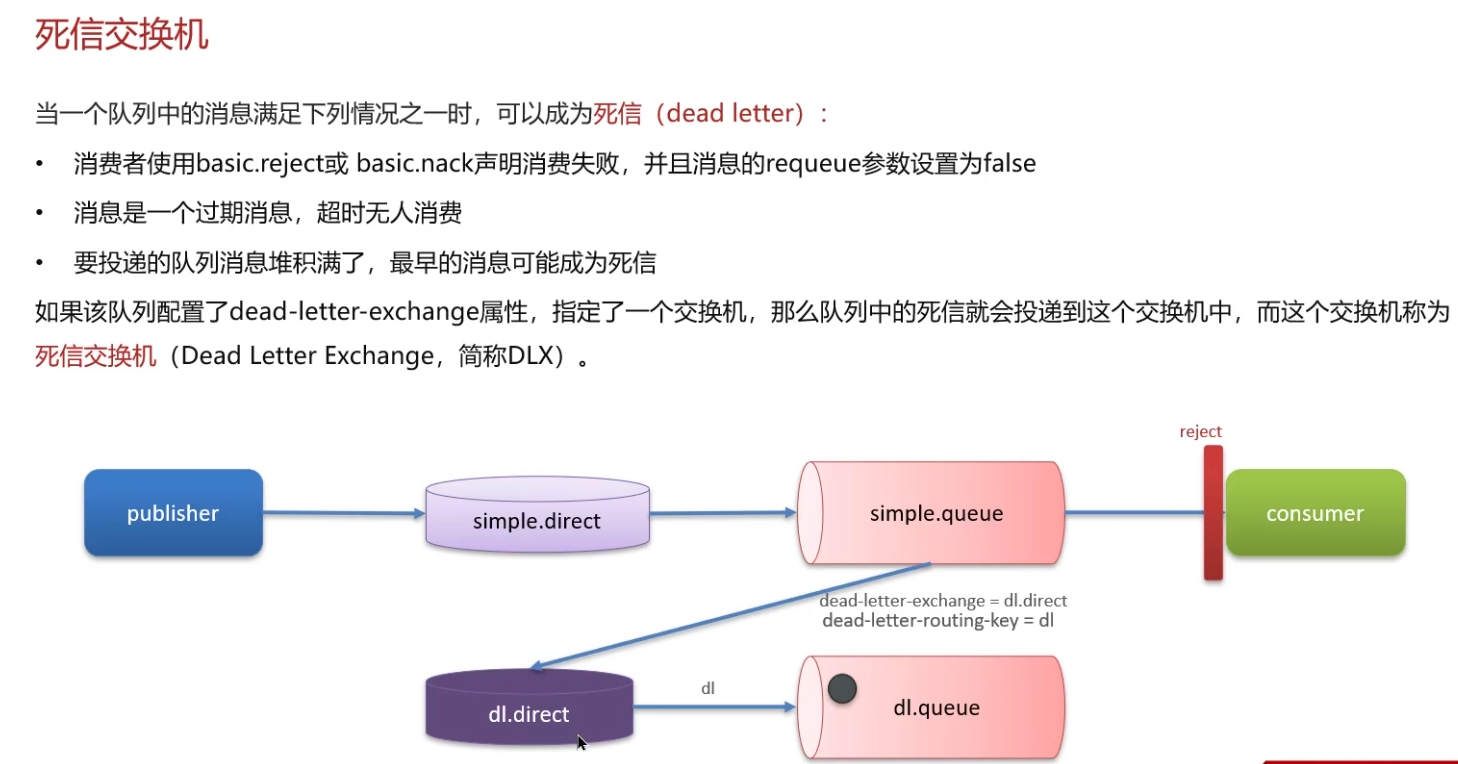 死信交换机
当一个队列中的消息满足下列情况之一时，可以成为死信（dead letter）：
• 消费者使用basic.reject或 basic.nack声明消费失败，并且消息的requeue参数设置为false
• 消息是一个过期消息，超时无人消费
• 要投递的队列消息堆积满了，最早的消息可能成为死信
如果该队列配置了dead-letter-exchange属性，指定了一个交换机，那么队列中的死信就会投递到这个交换机中，而这个交换机称为
死信交换机（Dead Letter Exchange，简称DLX）。
reject
publisher
simple.direct
simple.queue
consumer
dead-letter-exchange = dl.direct
dead-letter-routing-key = dl
dl.direct
dl
dl.queue